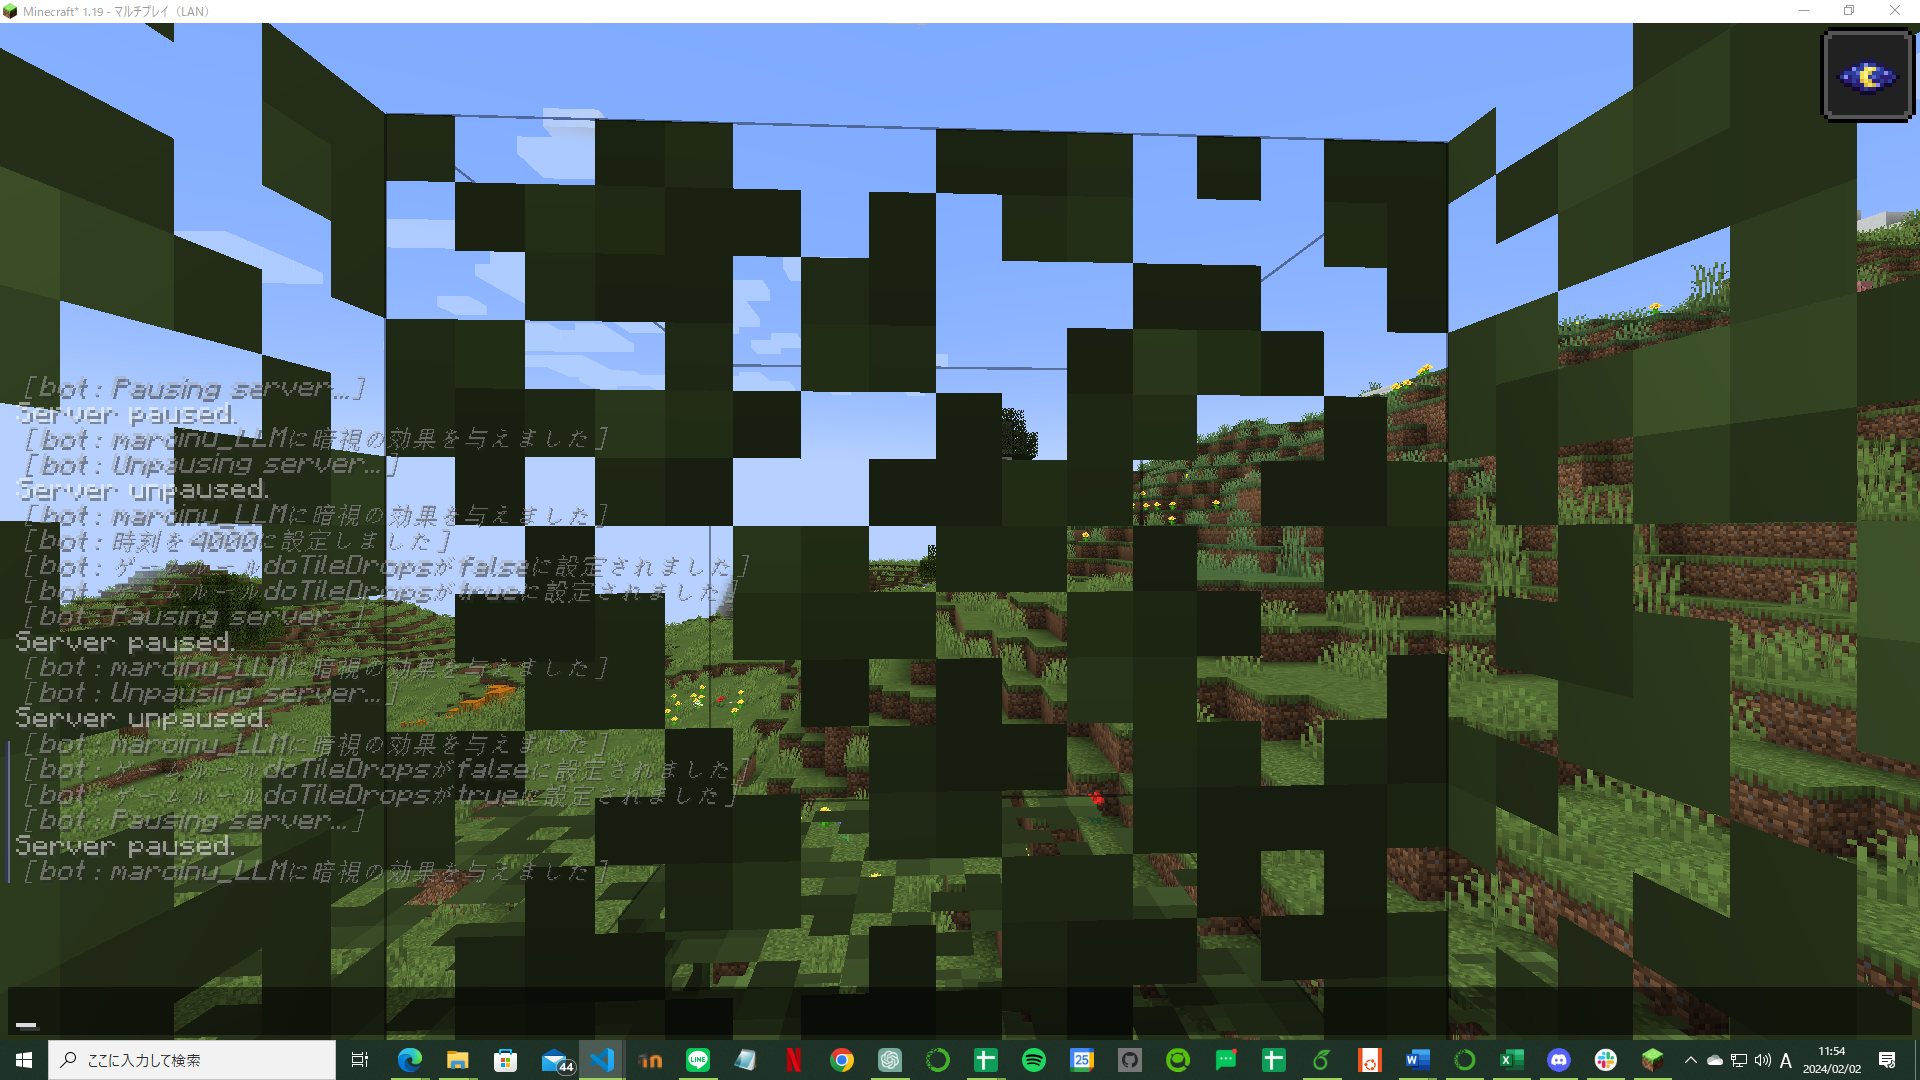 Minecraft* 1.19 - マルチプレイ (LAN)
[bot : Pausing server...]
Server paused.
[bot : maroinu_LLMに暗視の効果を与えました]
[bot : Unpausing server...]
Server unpaused.
[bot : maroinu_LLMに暗視の効果を与えました]
[bot : 時刻を4000に設定しました]
[bot : ゲームルールdoTileDropsがfalseに設定されました]
[bot : ゲームルールdoTileDropsがtrueに設定されました]
[bot : Pausing server...]
Server paused.
[bot : maroinu_LLMに暗視の効果を与えました]
[bot : Unpausing server...]
Server unpaused.
[bot : maroinu_LLMに暗視の効果を与えました]
[bot : ゲームルールdoTileDropsがfalseに設定されました]
[bot : ゲームルールdoTileDropsがtrueに設定されました]
[bot : Pausing server...]
Server paused.
[bot : maroinu_LLMに暗視の効果を与えました]
ここに入力して検索
44
LINE
25
A
11:54
2024/02/02